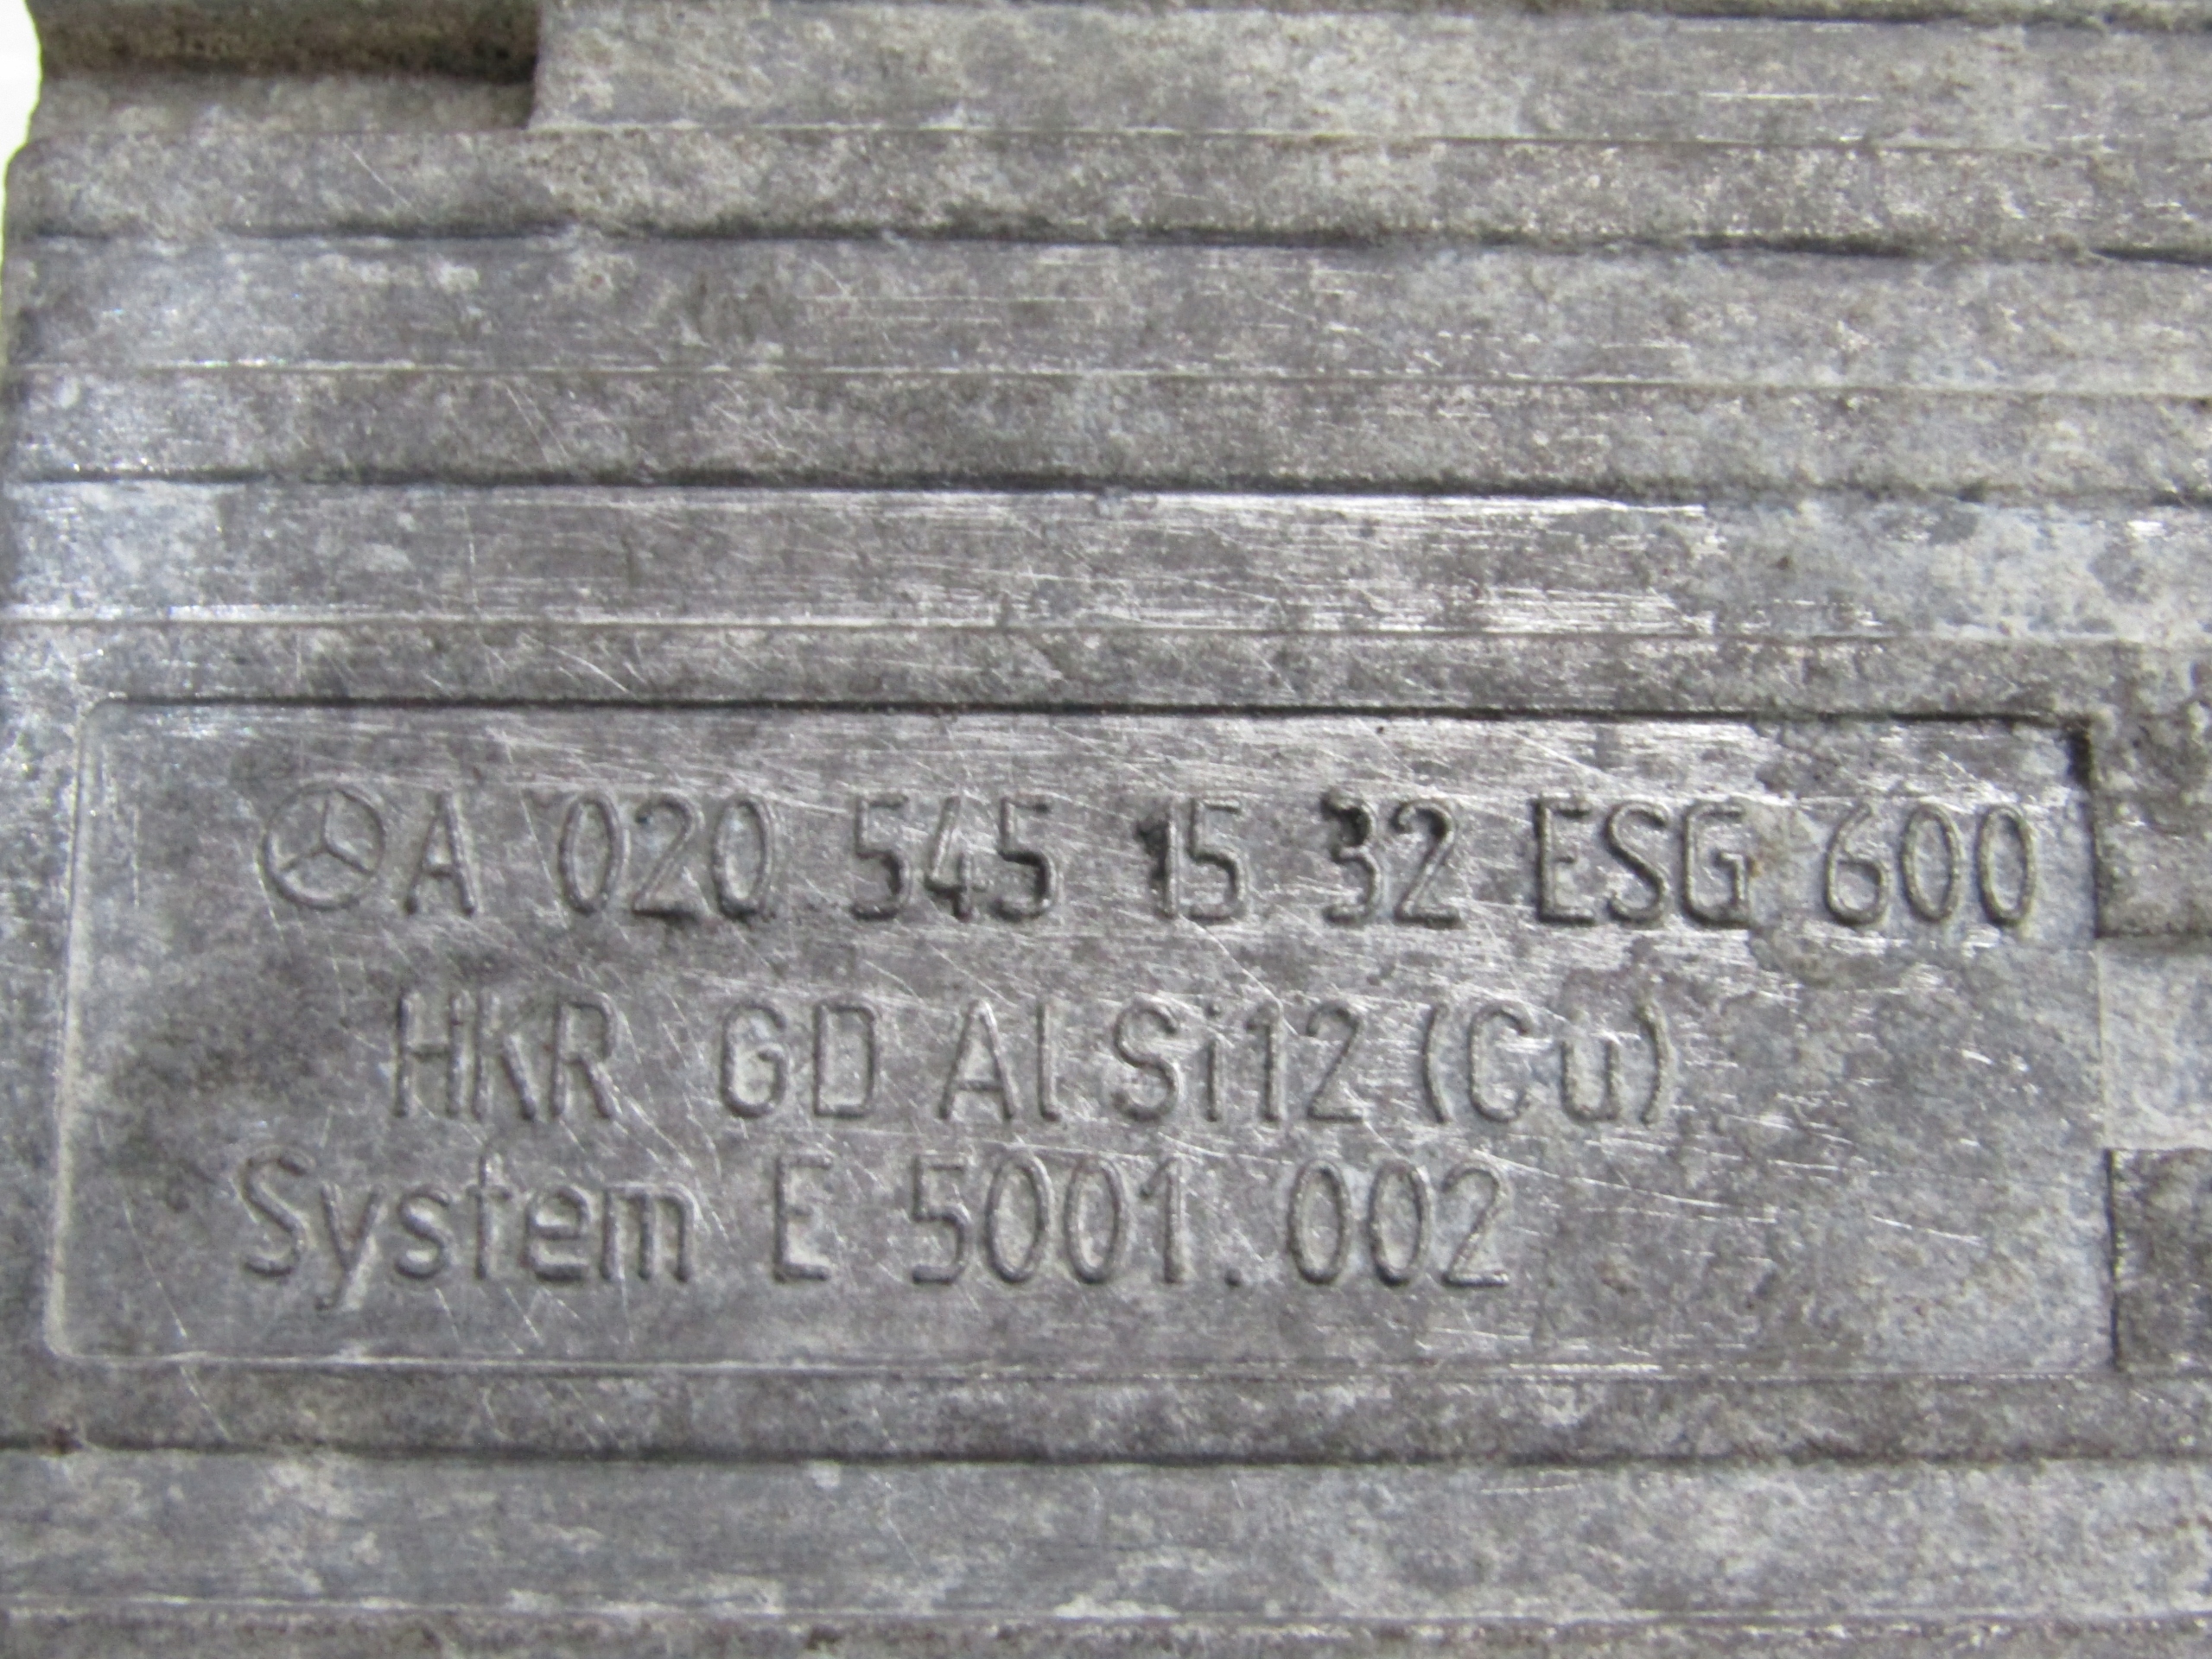 A 020 545 15 32 ESG 600
HKR GD Al Si12 (Cu)
System E 5001.002